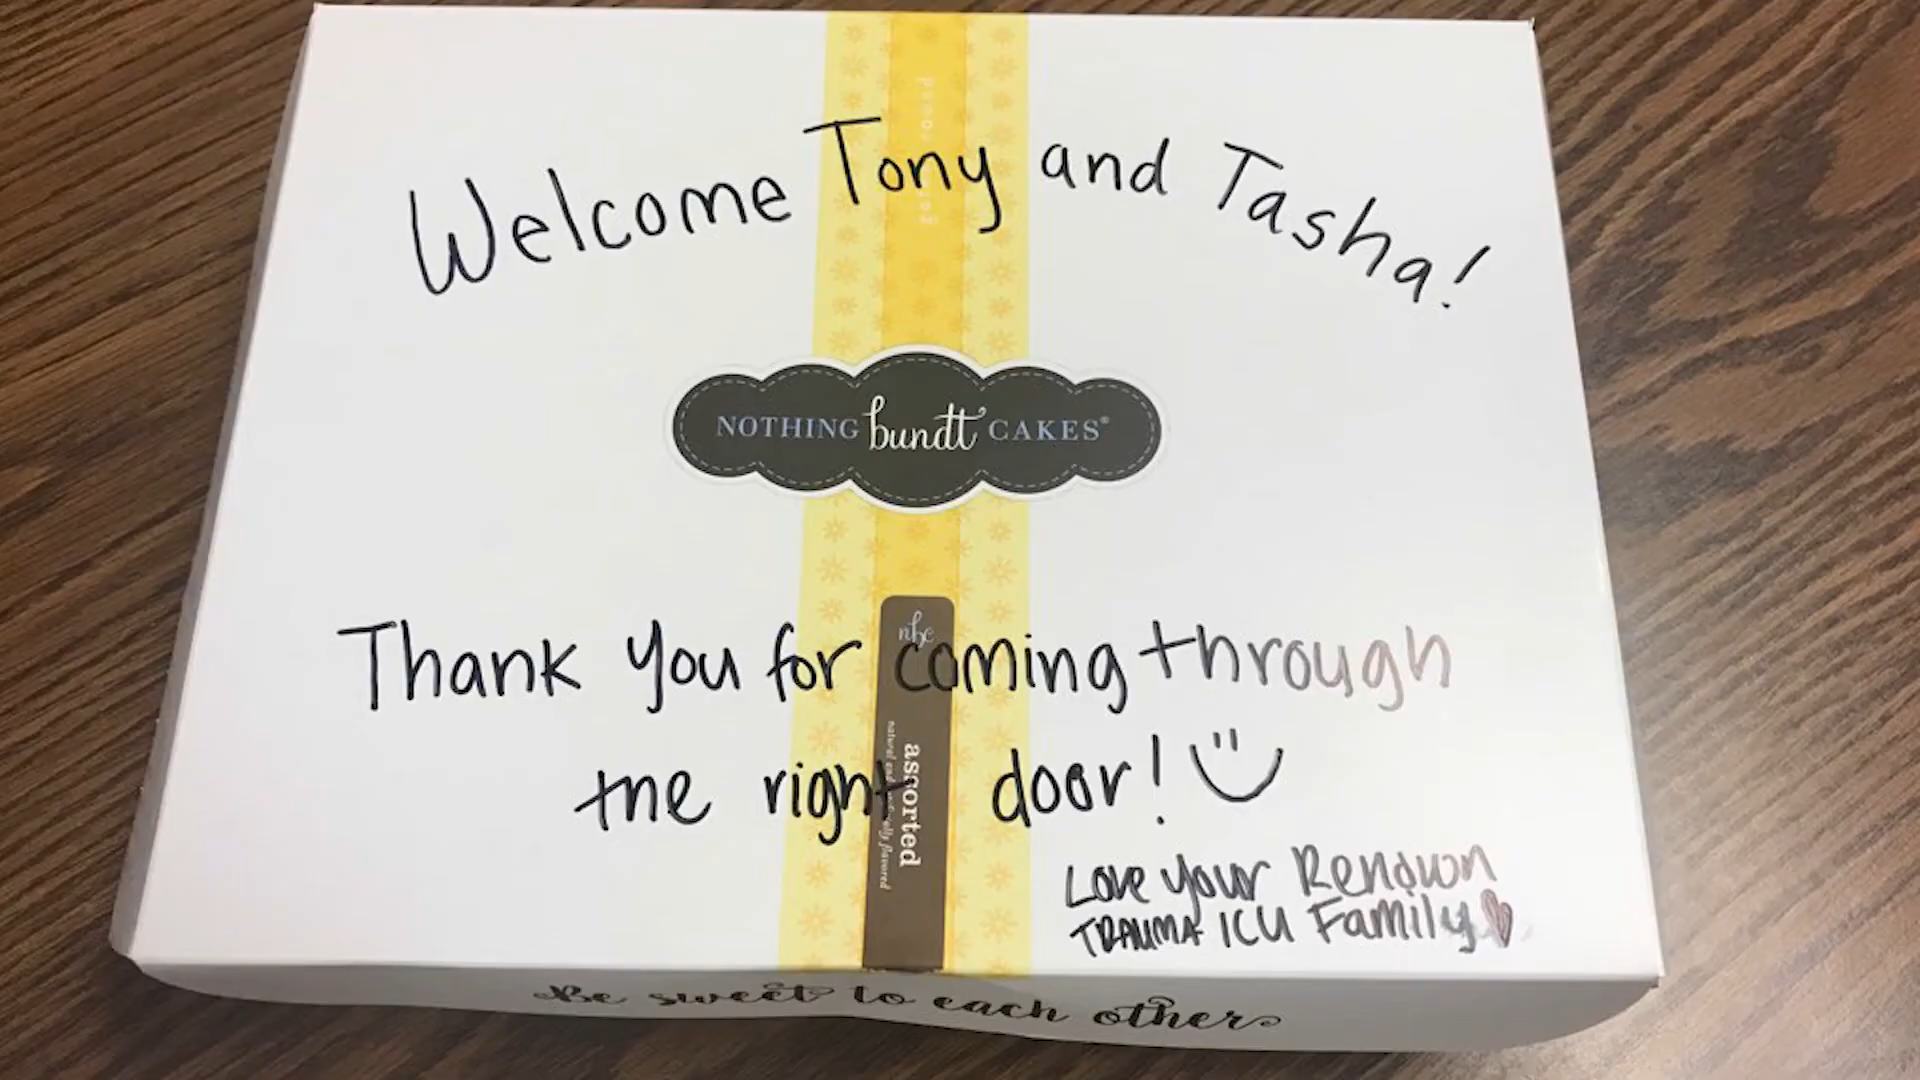 Welcome Tony and Tasha!
NOTHING bundt CAKES®
Thank you for coming through
the right door!
nbc
assorted
Love your Renown
TRAUMA ICU Family
Be sweet to each other